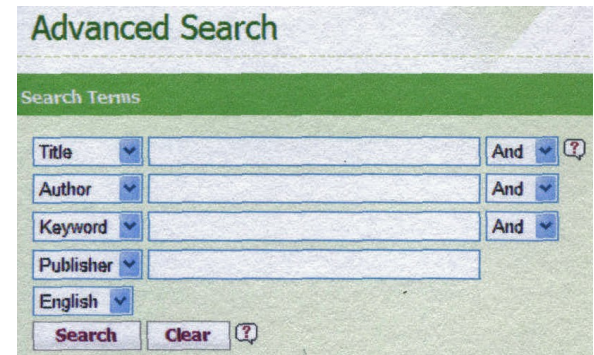 Advanced Search
Search Terms
Title And ?
Author And
Keyword And
Publisher
English
Search Clear ?